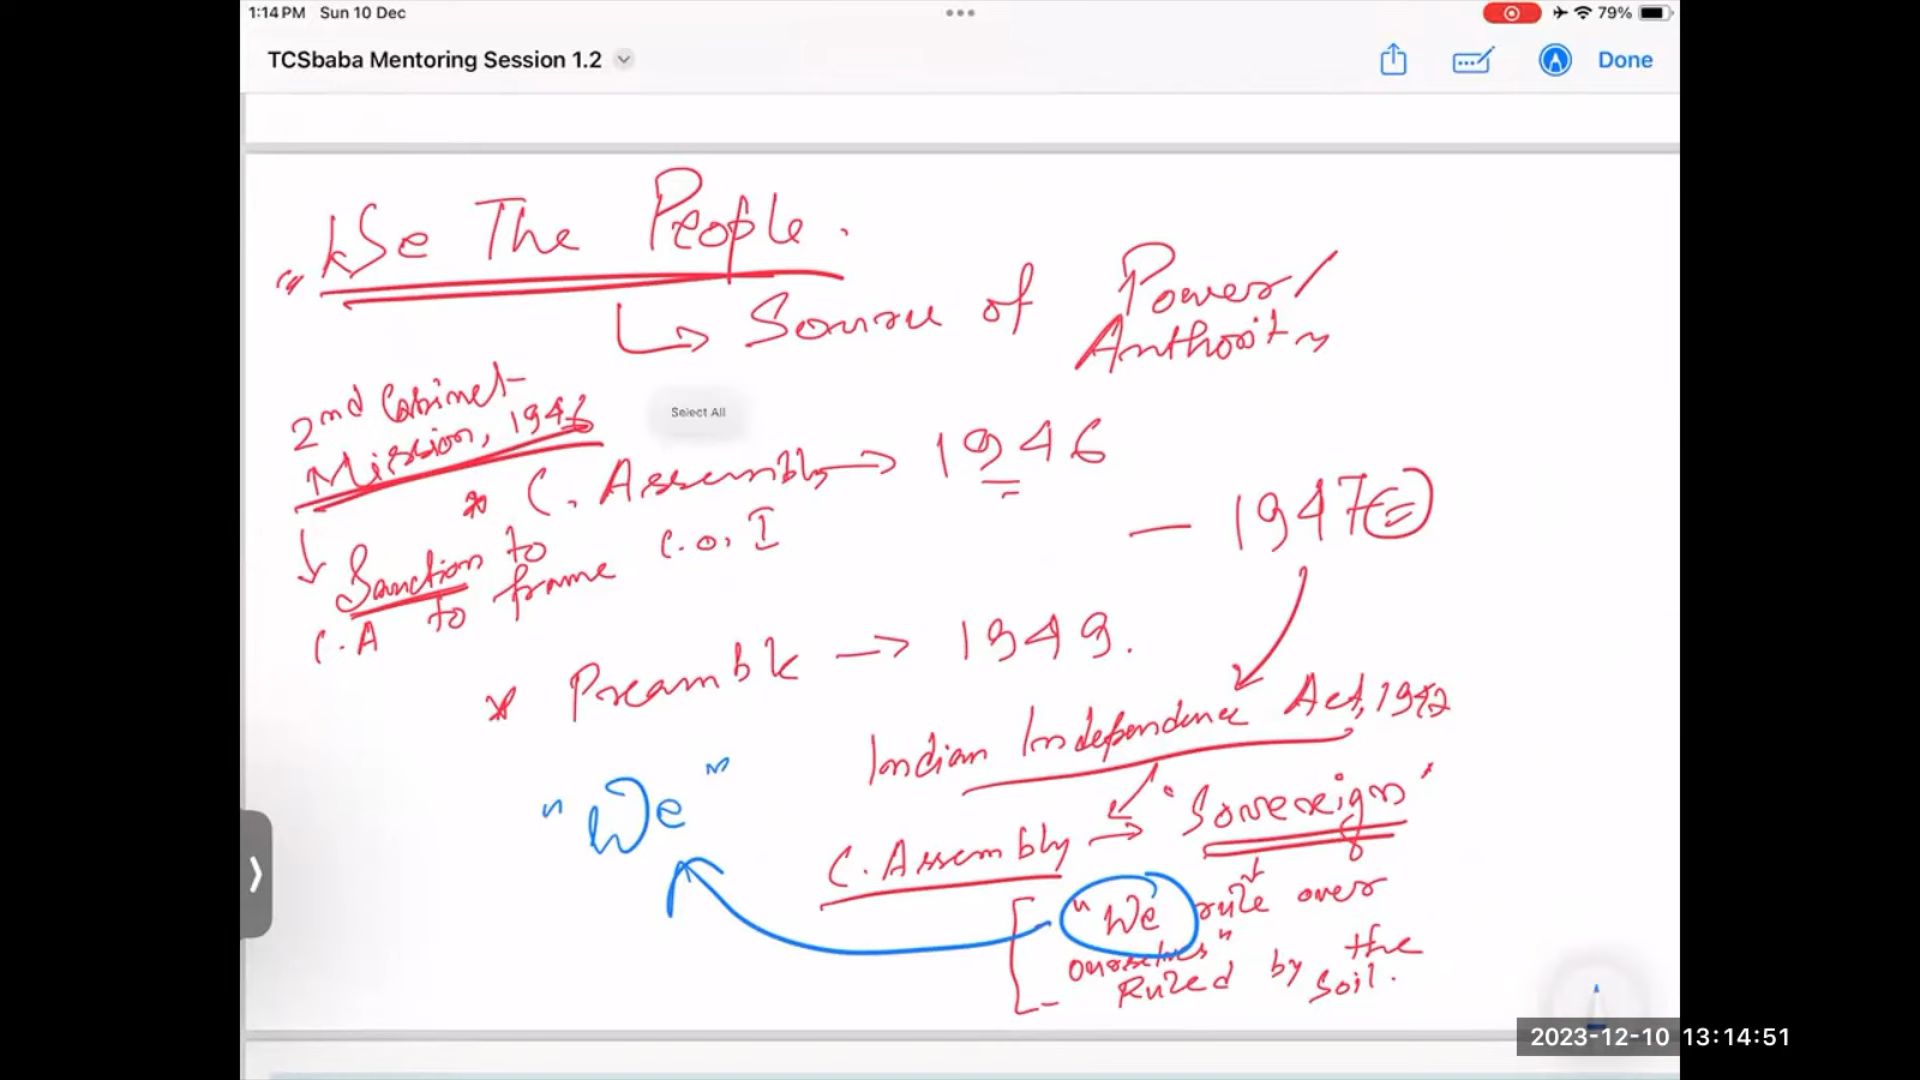 1:14 PM Sun 10 Dec
79%
TCSbaba Mentoring Session 1.2
Done
"We The People.
Source of Power/
Authority
2nd Cabinet
Mission, 1946
Select All
* C. Assembly → 1946
— 1947
Sanction to
C.A to frame C.O.I
* Preamble → 1949.
Indian Independence Act, 1947
"We"
C. Assembly → 'Sovereign'
"We rule over
ourselves"
Ruled by the
Soil.
2023-12-10 13:14:51